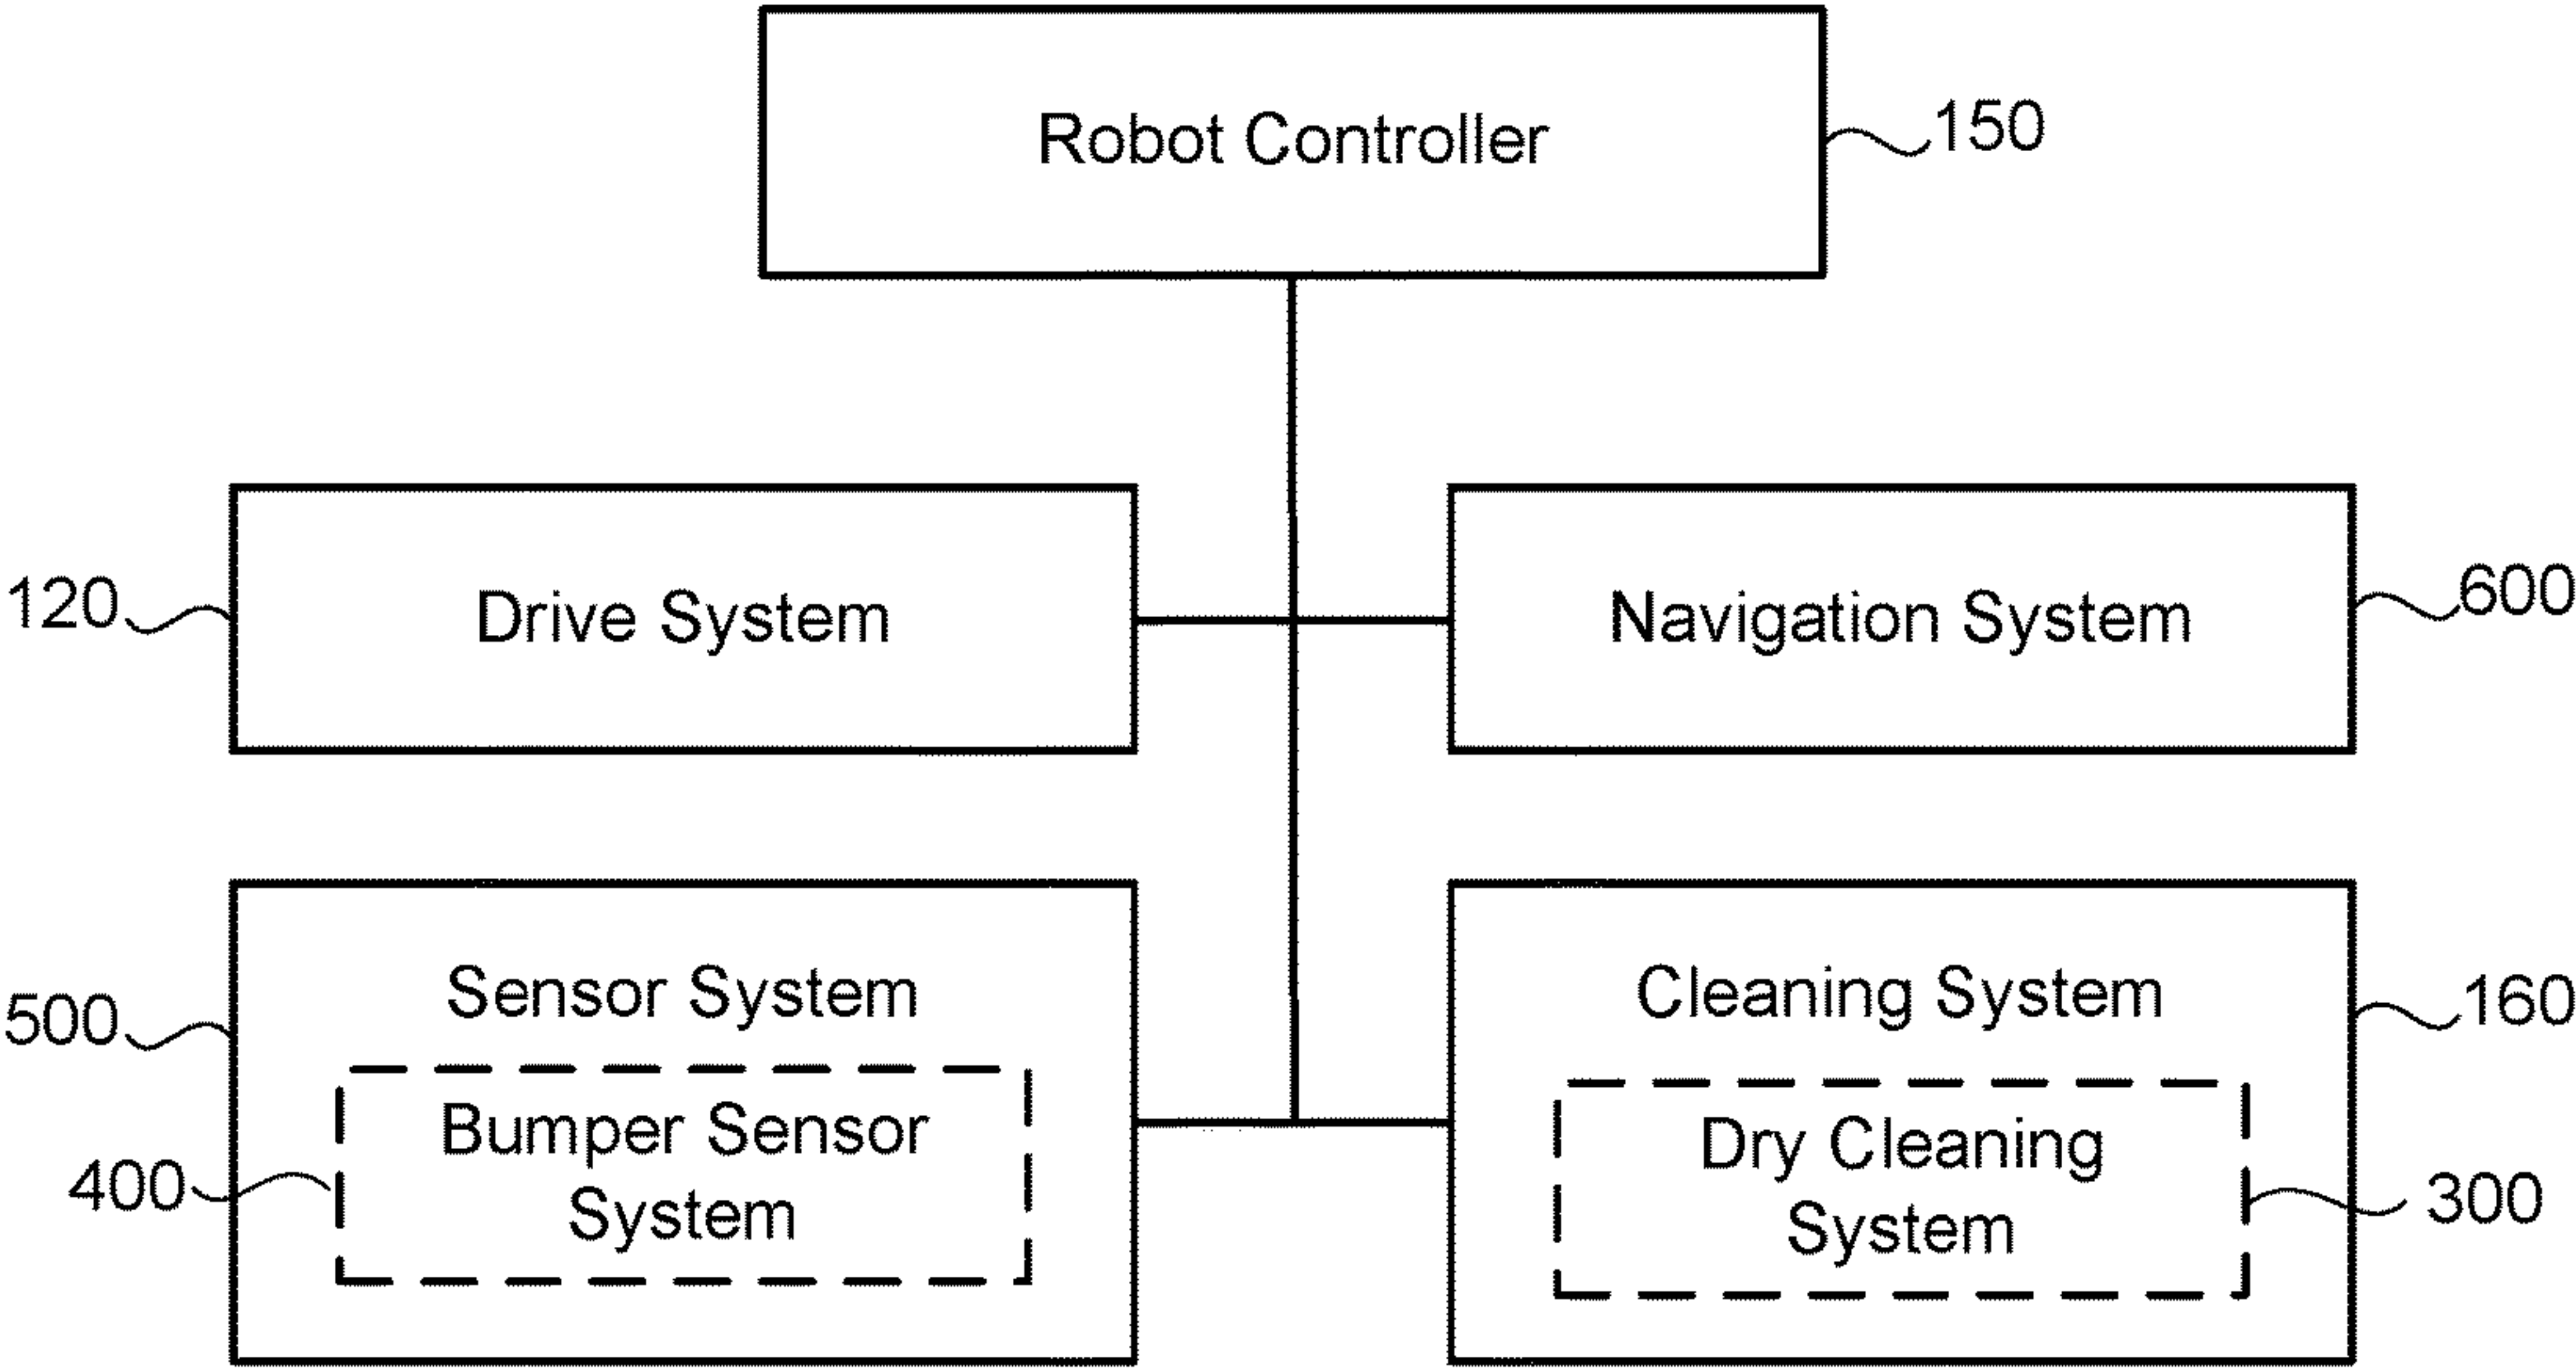 Robot Controller
150
120
Drive System
Navigation System
600
500
Sensor System
400
Bumper Sensor
System
Cleaning System
160
Dry Cleaning
System
300